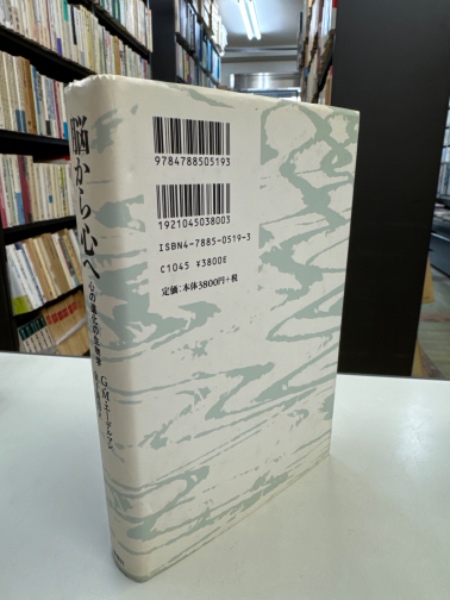 脳から心へ
心の進化の生物学
G・M・エーデルマン
9784788505193
1921045038003
ISBN4-7885-0519-3
C1045 ¥3800E
定価:本体3800円+税